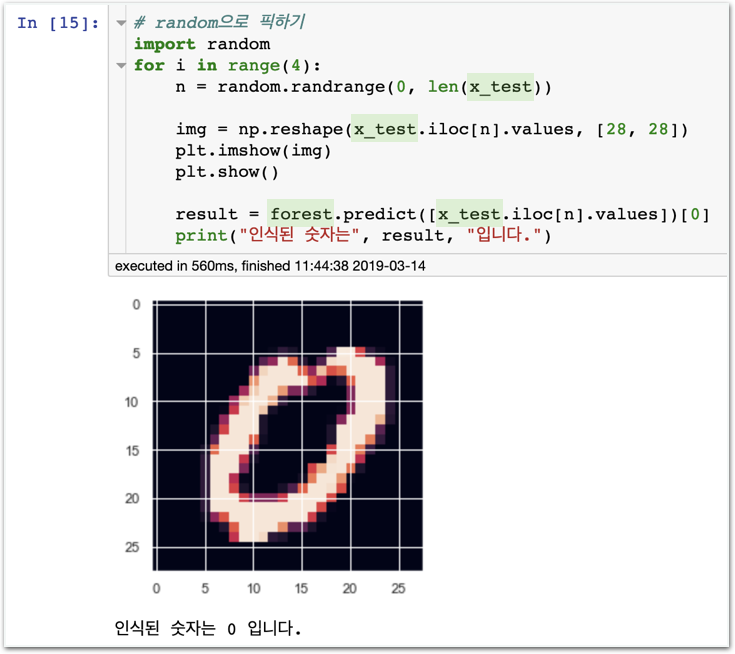 In [15]:
# random으로 픽하기
import random
for i in range(4):
    n = random.randrange(0, len(x_test))

    img = np.reshape(x_test.iloc[n].values, [28, 28])
    plt.imshow(img)
    plt.show()

    result = forest.predict([x_test.iloc[n].values])[0]
    print("인식된 숫자는", result, "입니다.")
executed in 560ms, finished 11:44:38 2019-03-14
0
5
10
15
20
25
0 5 10 15 20 25
인식된 숫자는 0 입니다.